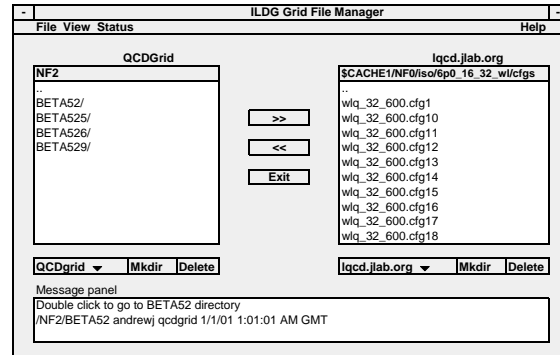 - ILDG Grid File Manager -
File View Status Help
QCDGrid
NF2
..
BETA52/
BETA525/
BETA526/
BETA529/
>>
<<
Exit
lqcd.jlab.org
$CACHE1/NF0/iso/6p0_16_32_wl/cfgs
..
wlq_32_600.cfg1
wlq_32_600.cfg10
wlq_32_600.cfg11
wlq_32_600.cfg12
wlq_32_600.cfg13
wlq_32_600.cfg14
wlq_32_600.cfg15
wlq_32_600.cfg16
wlq_32_600.cfg17
wlq_32_600.cfg18
QCDgrid Mkdir Delete
lqcd.jlab.org Mkdir Delete
Message panel
Double click to go to BETA52 directory
/NF2/BETA52 andrewj qcdgrid 1/1/01 1:01:01 AM GMT